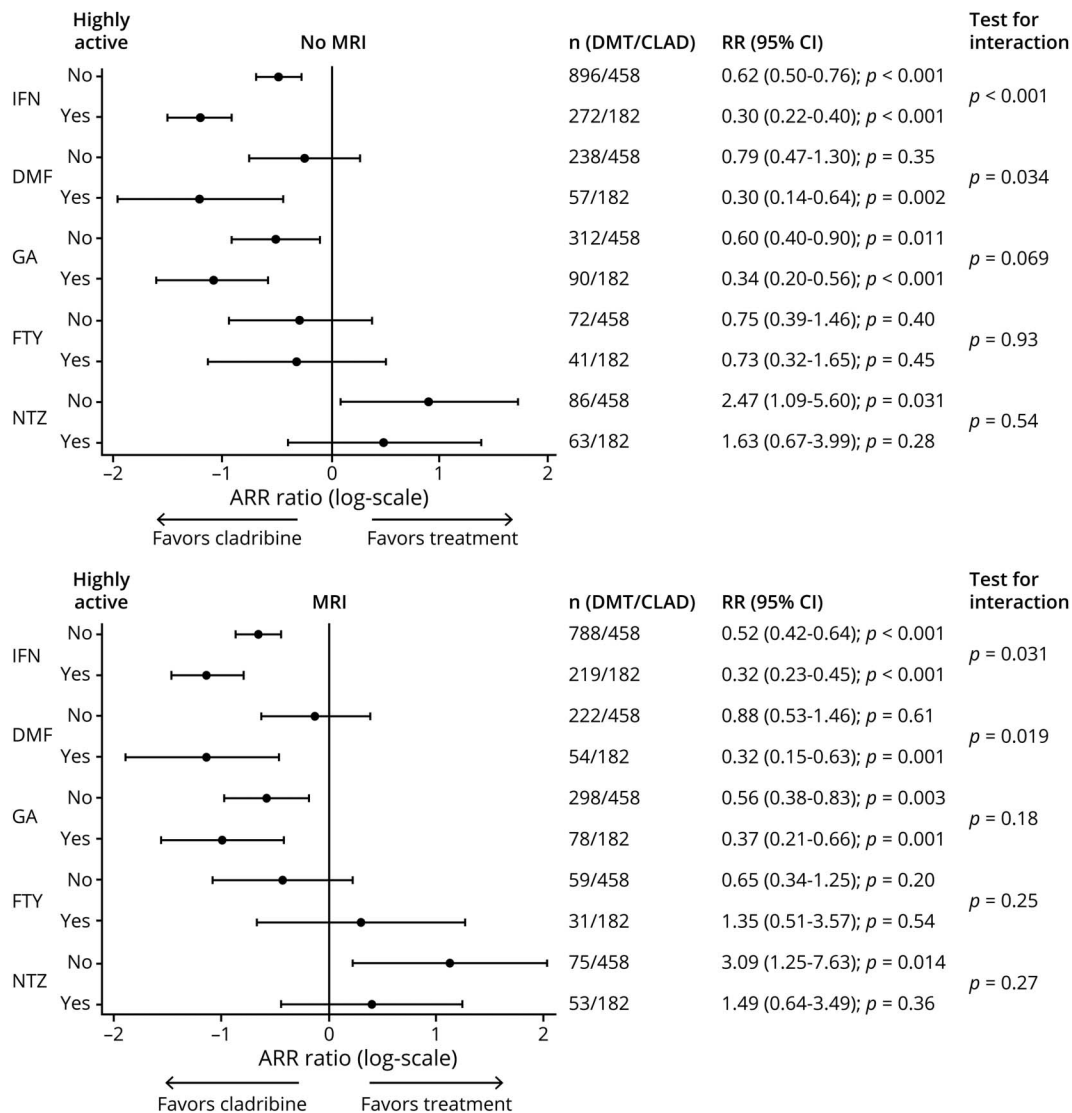 Highly active No MRI n (DMT/CLAD) RR (95% CI) Test for interaction
IFN No 896/458 0.62 (0.50-0.76); p < 0.001 p < 0.001
Yes 272/182 0.30 (0.22-0.40); p < 0.001
DMF No 238/458 0.79 (0.47-1.30); p = 0.35 p = 0.034
Yes 57/182 0.30 (0.14-0.64); p = 0.002
GA No 312/458 0.60 (0.40-0.90); p = 0.011 p = 0.069
Yes 90/182 0.34 (0.20-0.56); p < 0.001
FTY No 72/458 0.75 (0.39-1.46); p = 0.40 p = 0.93
Yes 41/182 0.73 (0.32-1.65); p = 0.45
NTZ No 86/458 2.47 (1.09-5.60); p = 0.031 p = 0.54
Yes 63/182 1.63 (0.67-3.99); p = 0.28
−2 −1 0 1 2
ARR ratio (log-scale)
Favors cladribine Favors treatment
Highly active MRI n (DMT/CLAD) RR (95% CI) Test for interaction
IFN No 788/458 0.52 (0.42-0.64); p < 0.001 p = 0.031
Yes 219/182 0.32 (0.23-0.45); p < 0.001
DMF No 222/458 0.88 (0.53-1.46); p = 0.61 p = 0.019
Yes 54/182 0.32 (0.15-0.63); p = 0.001
GA No 298/458 0.56 (0.38-0.83); p = 0.003 p = 0.18
Yes 78/182 0.37 (0.21-0.66); p = 0.001
FTY No 59/458 0.65 (0.34-1.25); p = 0.20 p = 0.25
Yes 31/182 1.35 (0.51-3.57); p = 0.54
NTZ No 75/458 3.09 (1.25-7.63); p = 0.014 p = 0.27
Yes 53/182 1.49 (0.64-3.49); p = 0.36
−2 −1 0 1 2
ARR ratio (log-scale)
Favors cladribine Favors treatment